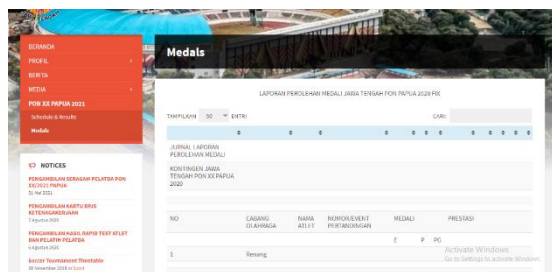 BERANDA
PROFIL
BERITA
MEDIA
PON XX PAPUA 2021
Schedule & Results
Medals
NOTICES
PENGAMBILAN SERAGAM PELATDA PON
XX/2021 PAPUA
31 Mei 2021
PENGAMBILAN KARTU BPJS
KETENAGAKERJAAN
PENGAMBILAN HASIL RAPID TEST ATLET
DAN PELATIH PELATDA
Soccer Tournament Timetable
Medals
LAPORAN PEROLEHAN MEDALI JAWA TENGAH PON PAPUA 2020 FIX
TAMPILKAN 50 ENTRI
CARI:
JURNAL LAPORAN
PEROLEHAN MEDALI
KONTINGEN JAWA
TENGAH PON XX PAPUA
2020
NO CABANG OLAHRAGA NAMA ATLET NOMOR/EVENT PERTANDINGAN MEDALI PRESTASI
E P PG
1 Renang
Activate Windows
Go to Settings to activate Windows.